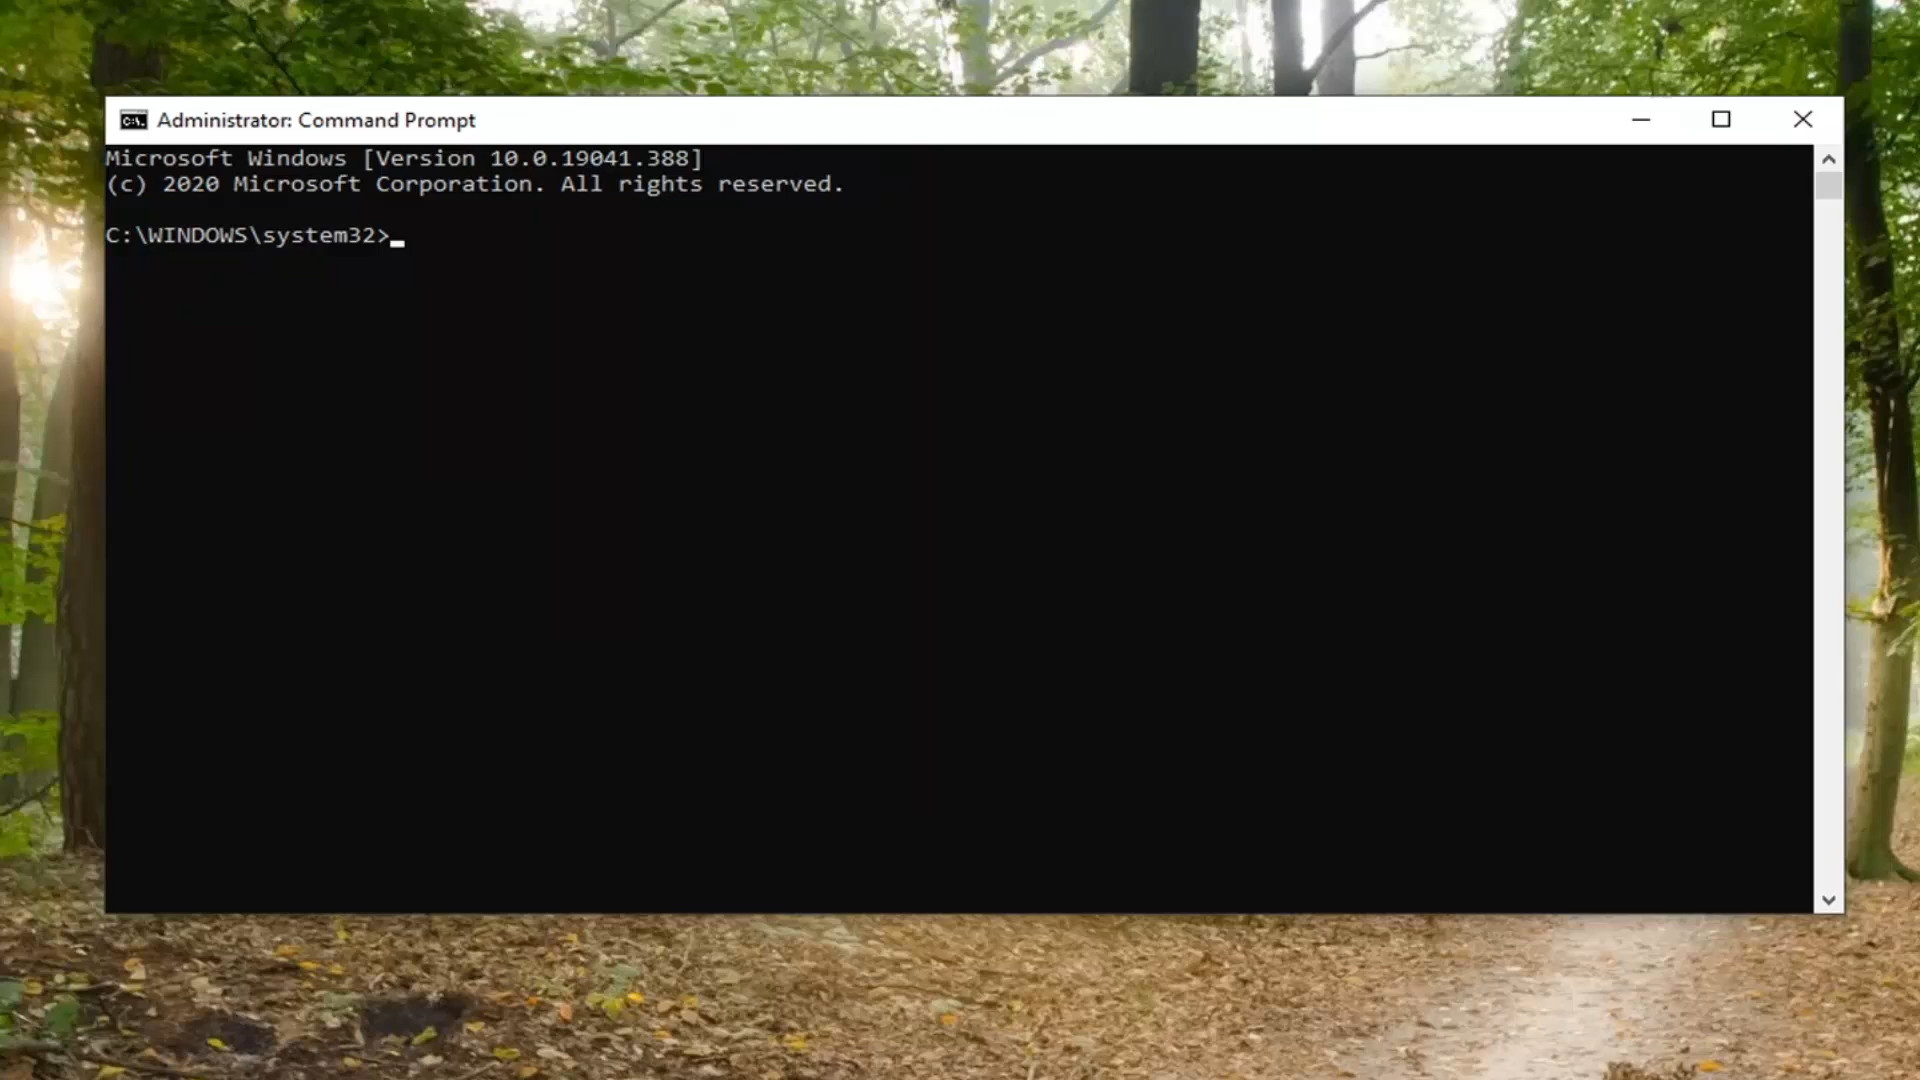 Administrator: Command Prompt
Microsoft Windows [Version 10.0.19041.388]
(c) 2020 Microsoft Corporation. All rights reserved.
C:\WINDOWS\system32>